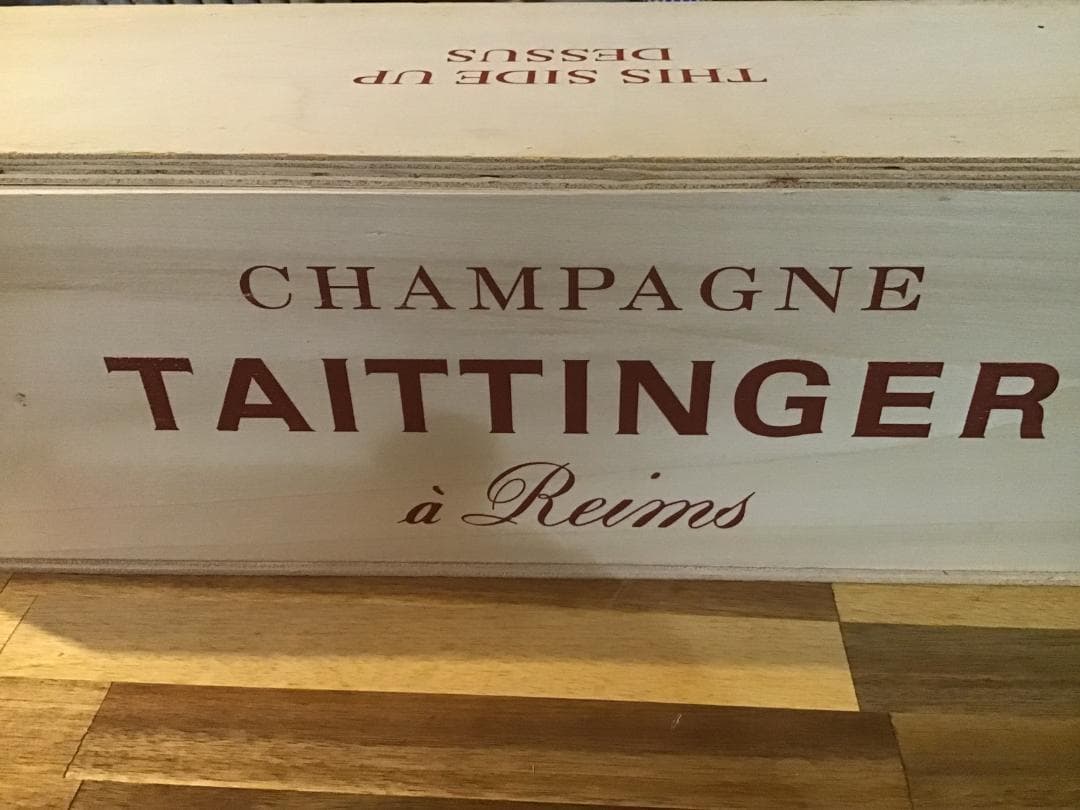 THIS SIDE UP
DESSUS
CHAMPAGNE
TAITTINGER
à Reims